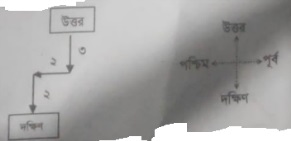 উত্তর
৩
২
২
দক্ষিণ
উত্তর
পশ্চিম পূর্ব
দক্ষিণ